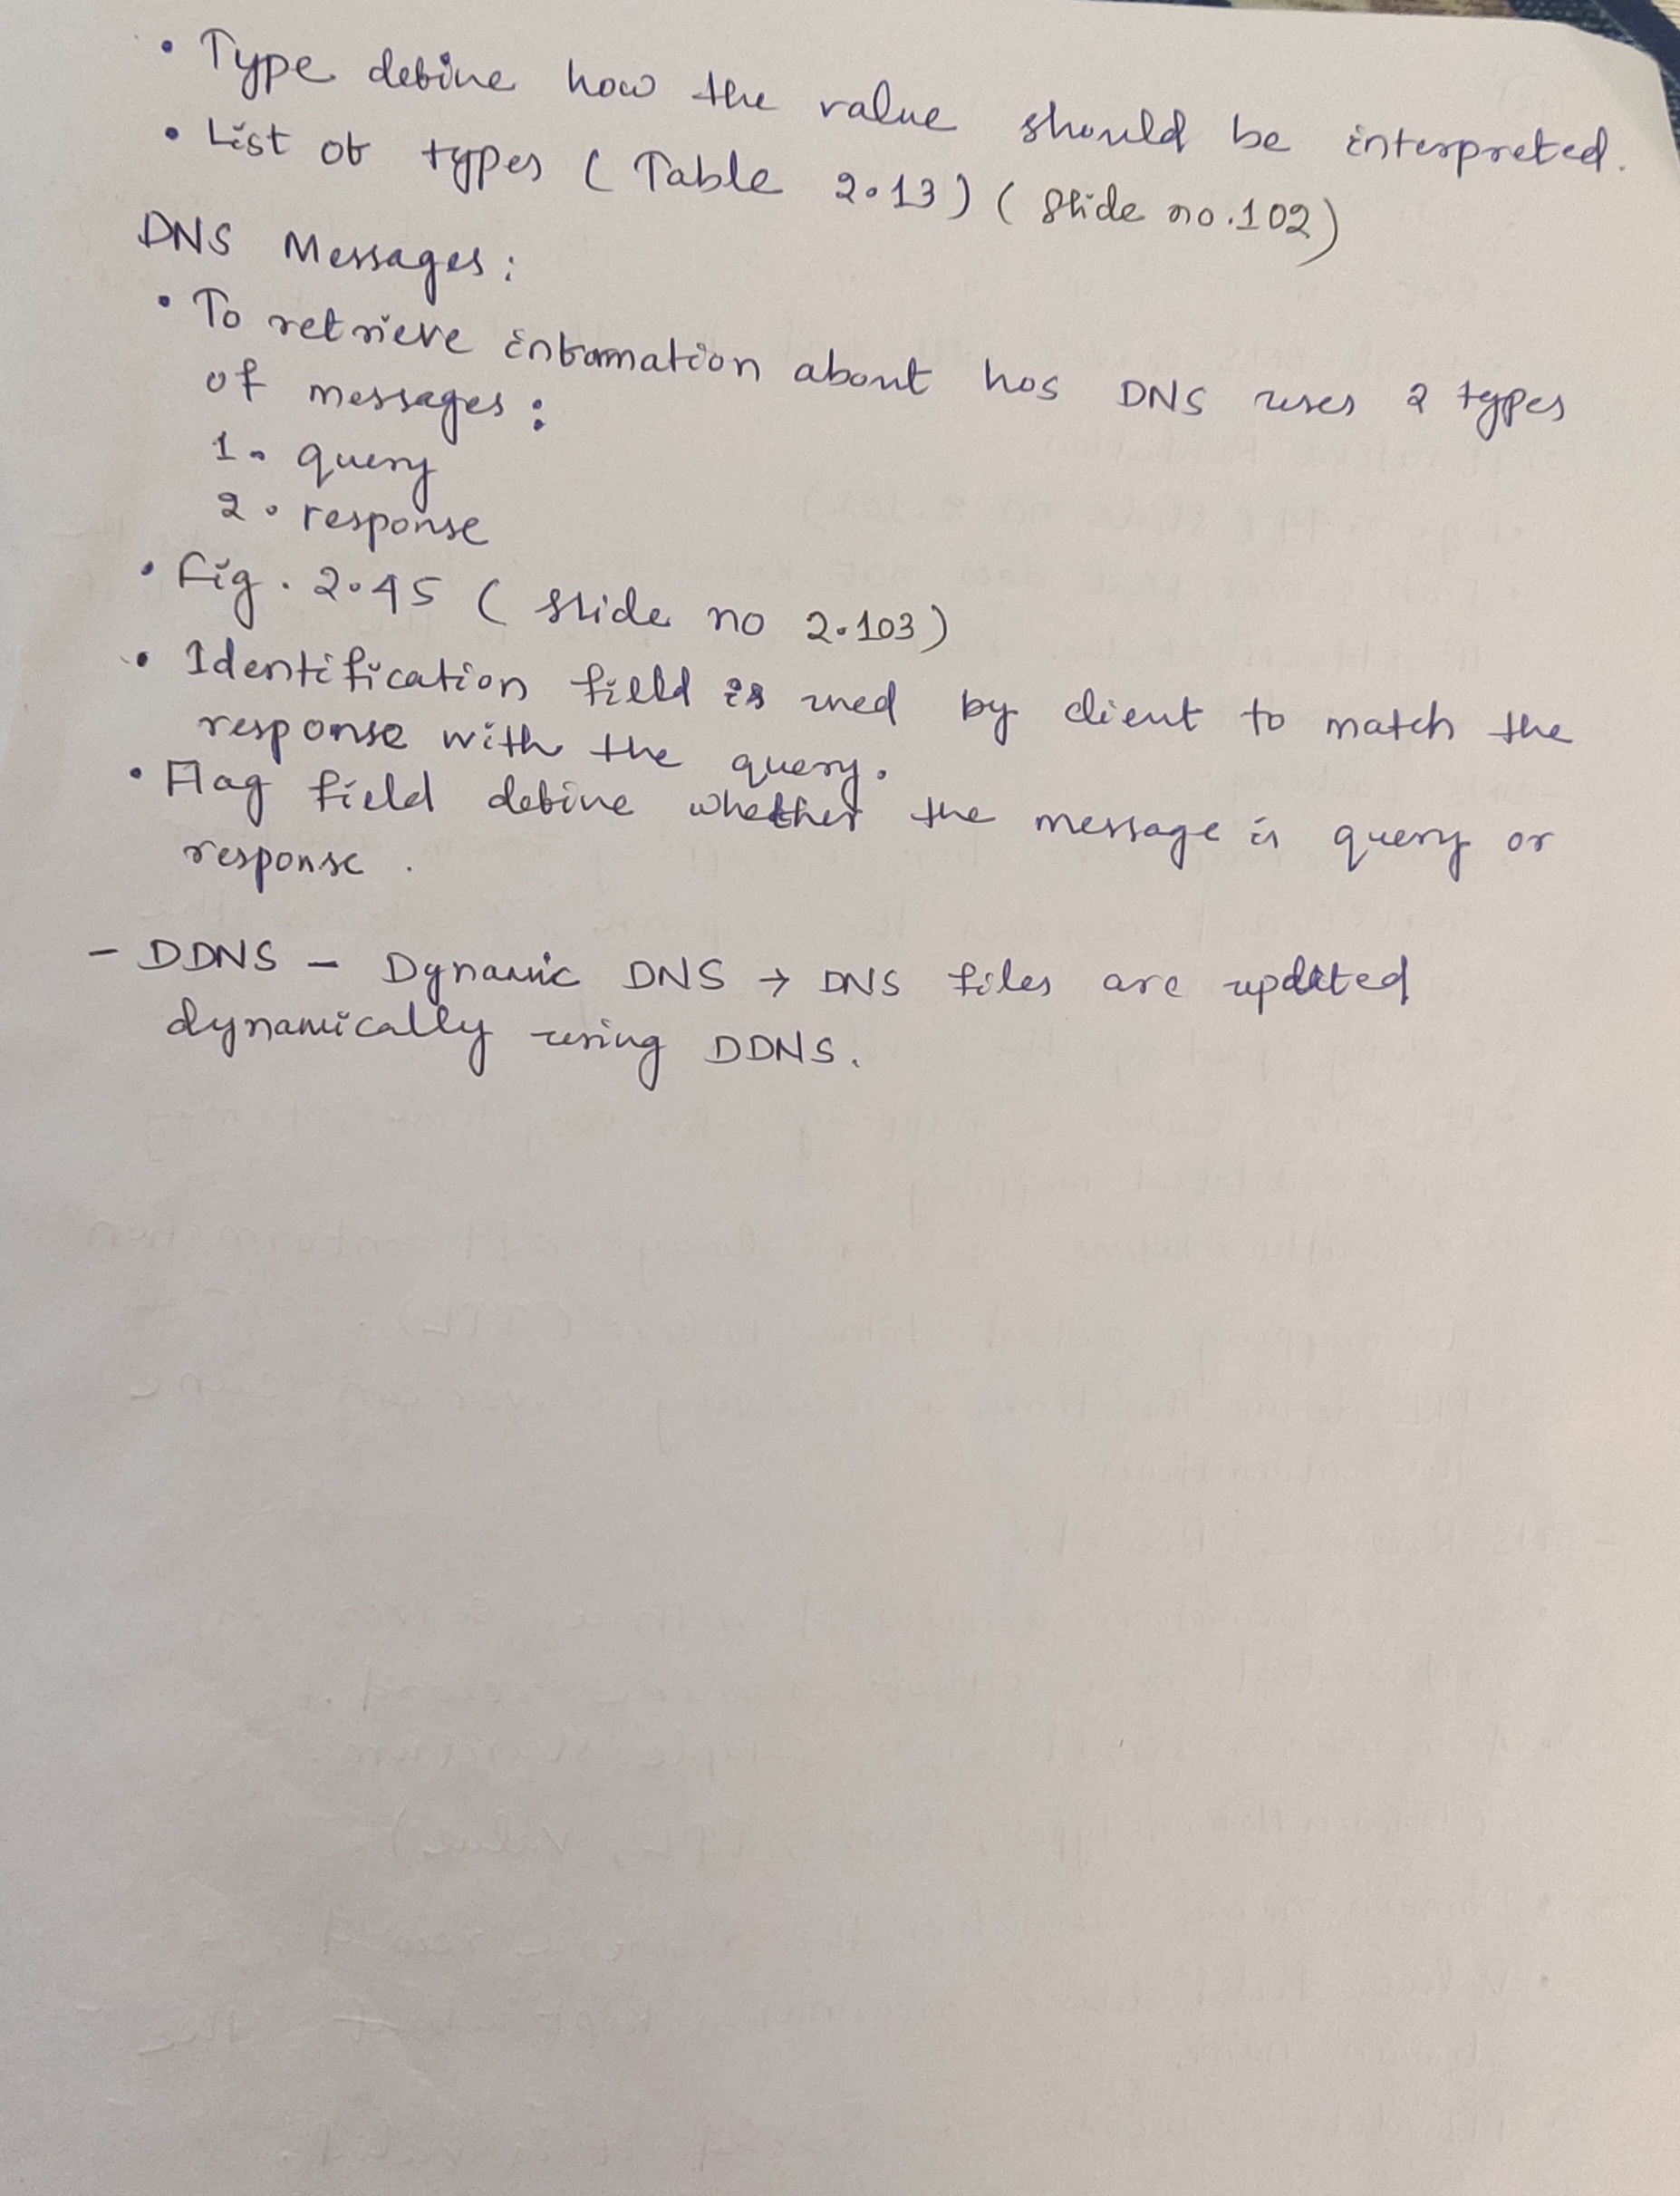 • Type define how the value should be interpreted.
• List of types ( Table 2.13 ) ( Slide no.102 )
DNS Messages :
• To retrieve infomation about hos DNS uses 2 types
of messages :
1. query
2. response
• Fig. 2.45 ( slide no 2.103 )
• Identification field is used by client to match the
response with the query.
• Flag field define whether the message is query or
response .
- DDNS - Dynamic DNS → DNS files are updated
dynamically using DDNS.